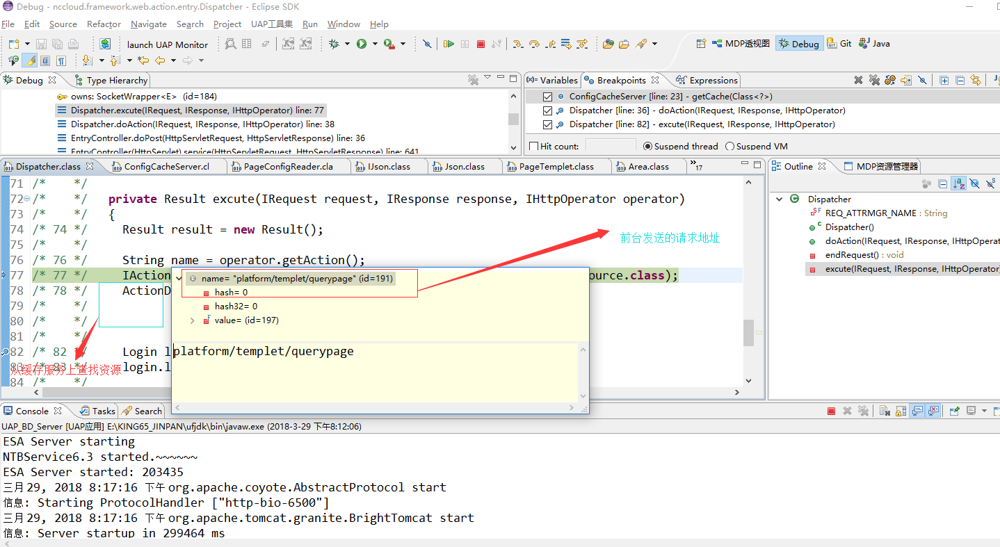 Debug - nccloud.framework.web.action.entry.Dispatcher - Eclipse SDK
File Edit Source Refactor Navigate Search Project UAP工具集 Run Window Help
launch UAP Monitor MDP透视图 Debug Git Java
Debug Type Hierarchy
owns: SocketWrapper<E> (id=184)
Dispatcher.excute(IRequest, IResponse, IHttpOperator) line: 77
Dispatcher.doAction(IRequest, IResponse, IHttpOperator) line: 38
EntryController.doPost(HttpServletRequest, HttpServletResponse) line: 36
EntryController(HttpServlet).service(HttpServletRequest, HttpServletResponse) line: 641
(x)= Variables Breakpoints Expressions
ConfigCacheServer [line: 23] - getCache(Class<?>)
Dispatcher [line: 36] - doAction(IRequest, IResponse, IHttpOperator)
Dispatcher [line: 82] - excute(IRequest, IResponse, IHttpOperator)
Hit count: Suspend thread Suspend VM
Dispatcher.class ConfigCacheServer.cl PageConfigReader.cla IJson.class Json.class PageTemplet.class Area.class »17
71 /* */
72 /* */ private Result excute(IRequest request, IResponse response, IHttpOperator operator)
73 /* */ {
74 /* 74 */ Result result = new Result();
75 /* */
76 /* 76 */ String name = operator.getAction();
77 /* 77 */ IAction ource.class);
78 /* 78 */ ActionD
79 /* */
80 /* */
81 /* */
82 /* 82 */ Login l
83 /* 83 */ login.l
84 /* */
前台发送的请求地址
从缓存服务上查找资源
name= "platform/templet/querypage" (id=191)
hash= 0
hash32= 0
value= (id=197)
platform/templet/querypage
Outline MDP资源管理器
Dispatcher
REQ_ATTRMGR_NAME : String
Dispatcher()
doAction(IRequest, IResponse, IHttpOperat
endRequest() : void
excute(IRequest, IResponse, IHttpOperator)
Console Tasks Search
UAP_BD_Server [UAP应用] E:\KING65_JINPAN\ufjdk\bin\javaw.exe (2018-3-29 下午8:12:06)
ESA Server starting
NTBService6.3 started.~~~~~~
ESA Server started: 203435
三月 29, 2018 8:17:16 下午 org.apache.coyote.AbstractProtocol start
信息: Starting ProtocolHandler ["http-bio-6500"]
三月 29, 2018 8:17:16 下午 org.apache.tomcat.granite.BrightTomcat start
信息: Server startup in 299464 ms